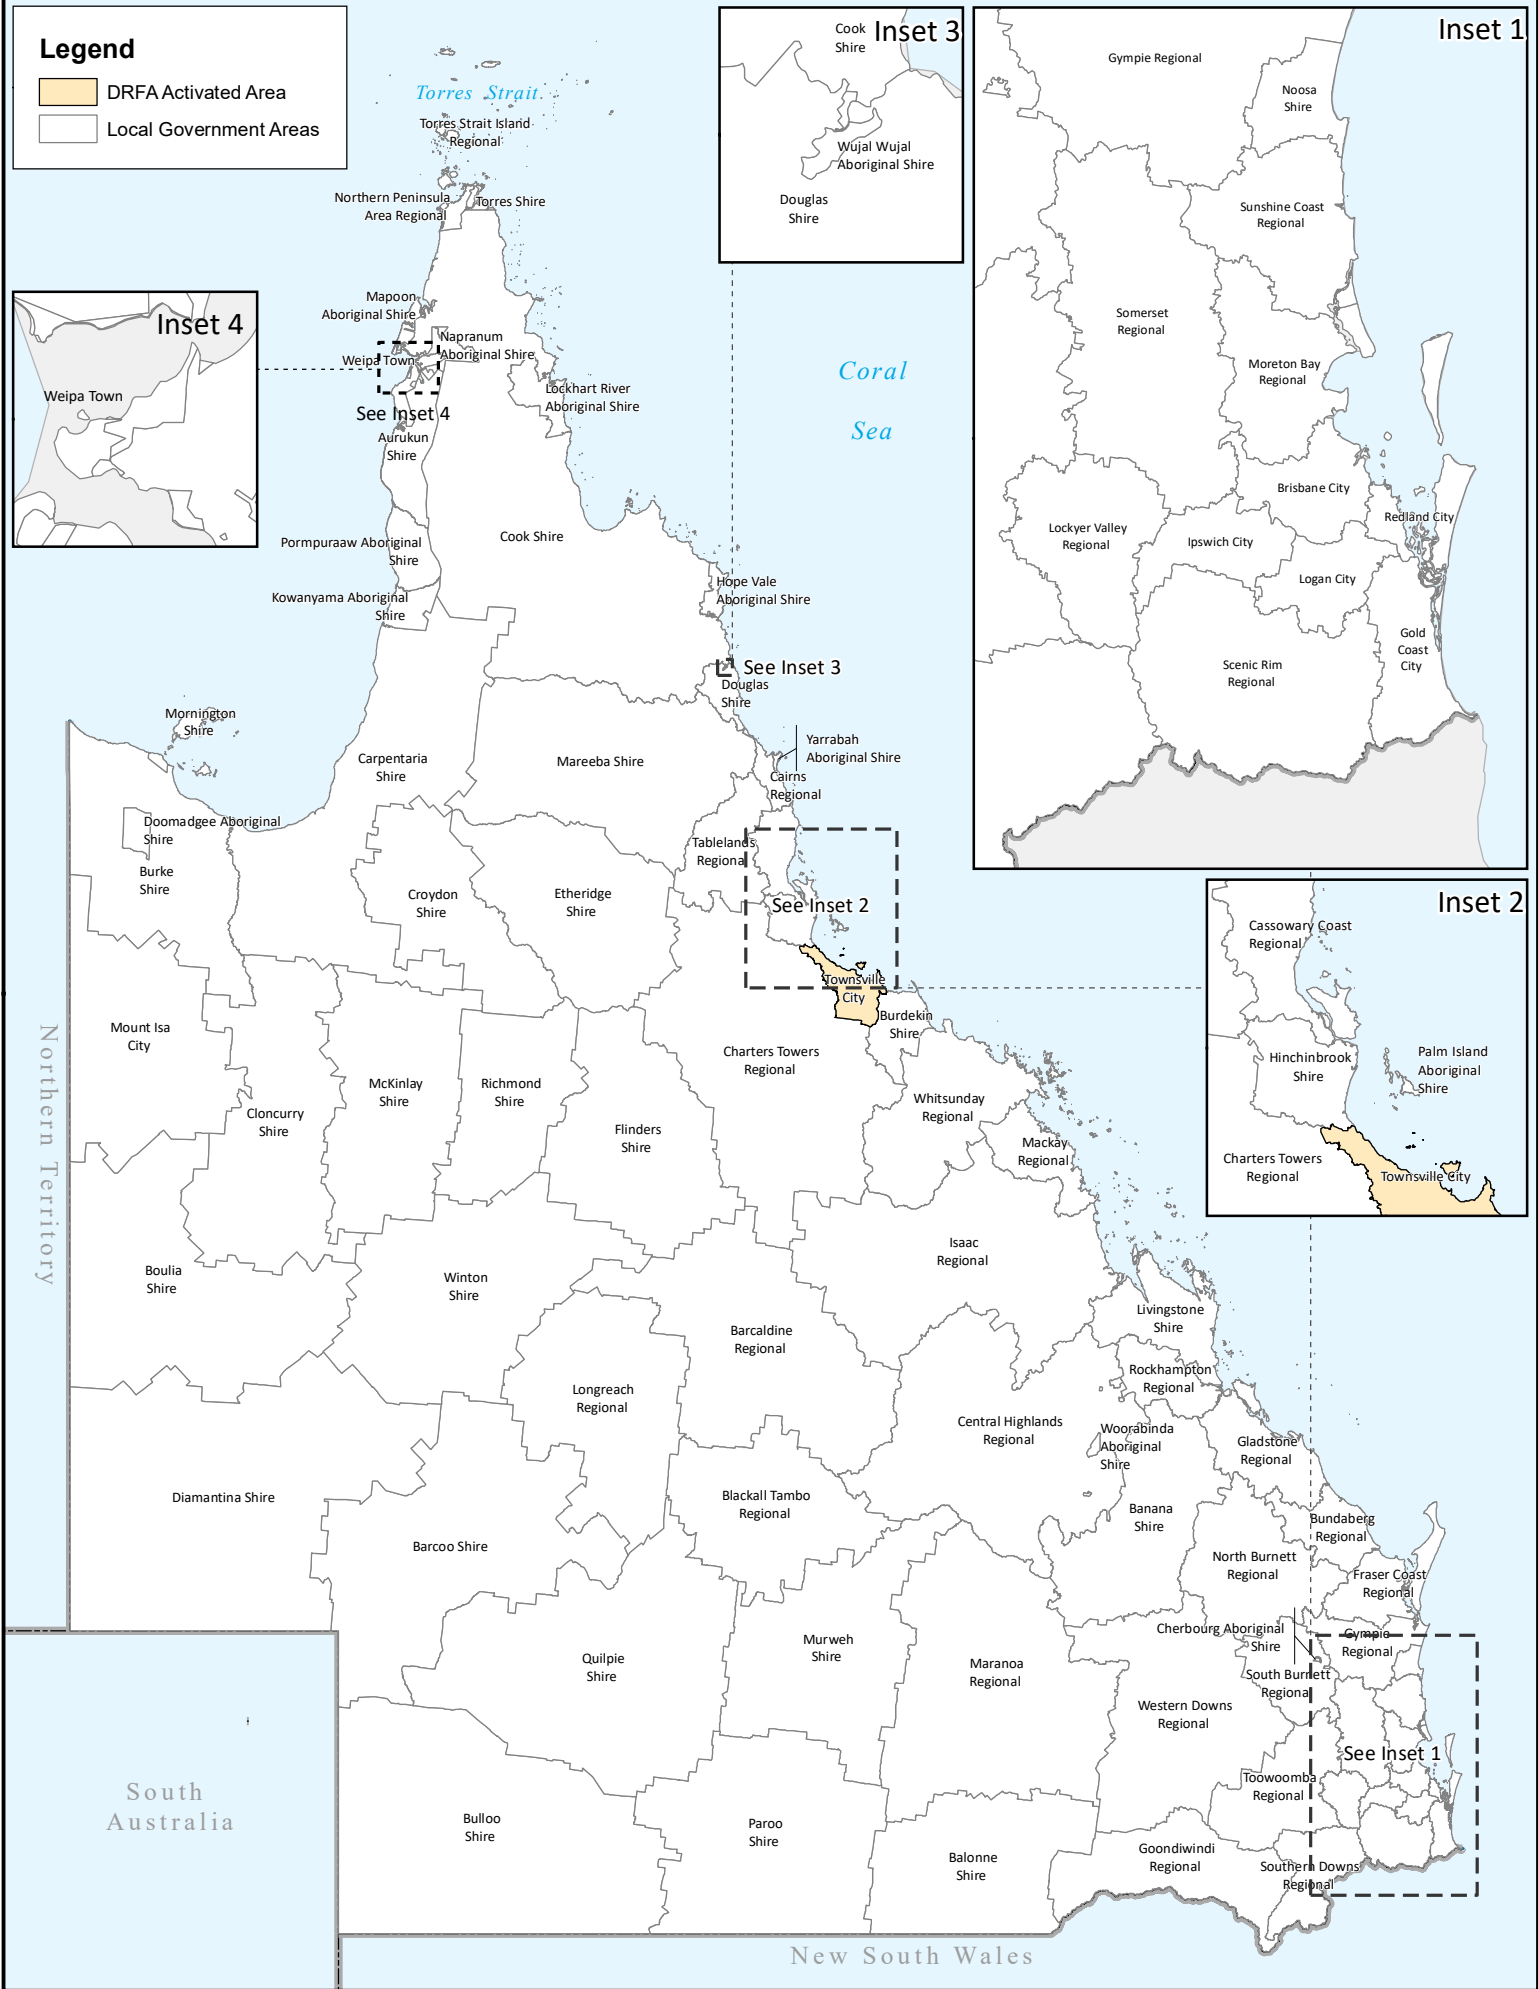 Legend
DRFA Activated Area
Local Government Areas
Inset 3
Cook
Shire
Wujal Wujal
Aboriginal Shire
Douglas
Shire
Inset 1
Gympie Regional
Noosa
Shire
Sunshine Coast
Regional
Somerset
Regional
Moreton Bay
Regional
Brisbane City
Redland City
Lockyer Valley
Regional
Ipswich City
Logan City
Gold
Coast
City
Scenic Rim
Regional
Torres Strait
Torres Strait Island
Regional
Northern Peninsula
Area Regional
Torres Shire
Inset 4
Weipa Town
Mapoon
Aboriginal Shire
Napranum
Aboriginal Shire
Weipa Town
See Inset 4
Lockhart River
Aboriginal Shire
Aurukun
Shire
Coral
Sea
Cook Shire
Pormpuraaw Aboriginal
Shire
Kowanyama Aboriginal
Shire
Hope Vale
Aboriginal Shire
See Inset 3
Douglas
Shire
Mornington
Shire
Yarrabah
Aboriginal Shire
Carpentaria
Shire
Mareeba Shire
Cairns
Regional
Doomadgee Aboriginal
Shire
Burke
Shire
Tablelands
Regional
Croydon
Shire
Etheridge
Shire
See Inset 2
Inset 2
Cassowary Coast
Regional
Hinchinbrook
Shire
Palm Island
Aboriginal
Shire
Charters Towers
Regional
Townsville City
Townsville
City
Burdekin
Shire
Northern Territory
Mount Isa
City
Charters Towers
Regional
McKinlay
Shire
Richmond
Shire
Whitsunday
Regional
Cloncurry
Shire
Flinders
Shire
Mackay
Regional
Isaac
Regional
Boulia
Shire
Winton
Shire
Livingstone
Shire
Barcaldine
Regional
Rockhampton
Regional
Longreach
Regional
Central Highlands
Regional
Woorabinda
Aboriginal
Shire
Gladstone
Regional
Diamantina Shire
Blackall Tambo
Regional
Banana
Shire
Bundaberg
Regional
Barcoo Shire
North Burnett
Regional
Fraser Coast
Regional
Cherbourg Aboriginal
Shire
Gympie
Regional
Murweh
Shire
Quilpie
Shire
Maranoa
Regional
South Burnett
Regional
Western Downs
Regional
See Inset 1
Toowoomba
Regional
South
Australia
Bulloo
Shire
Paroo
Shire
Balonne
Shire
Goondiwindi
Regional
Southern Downs
Regional
New South Wales